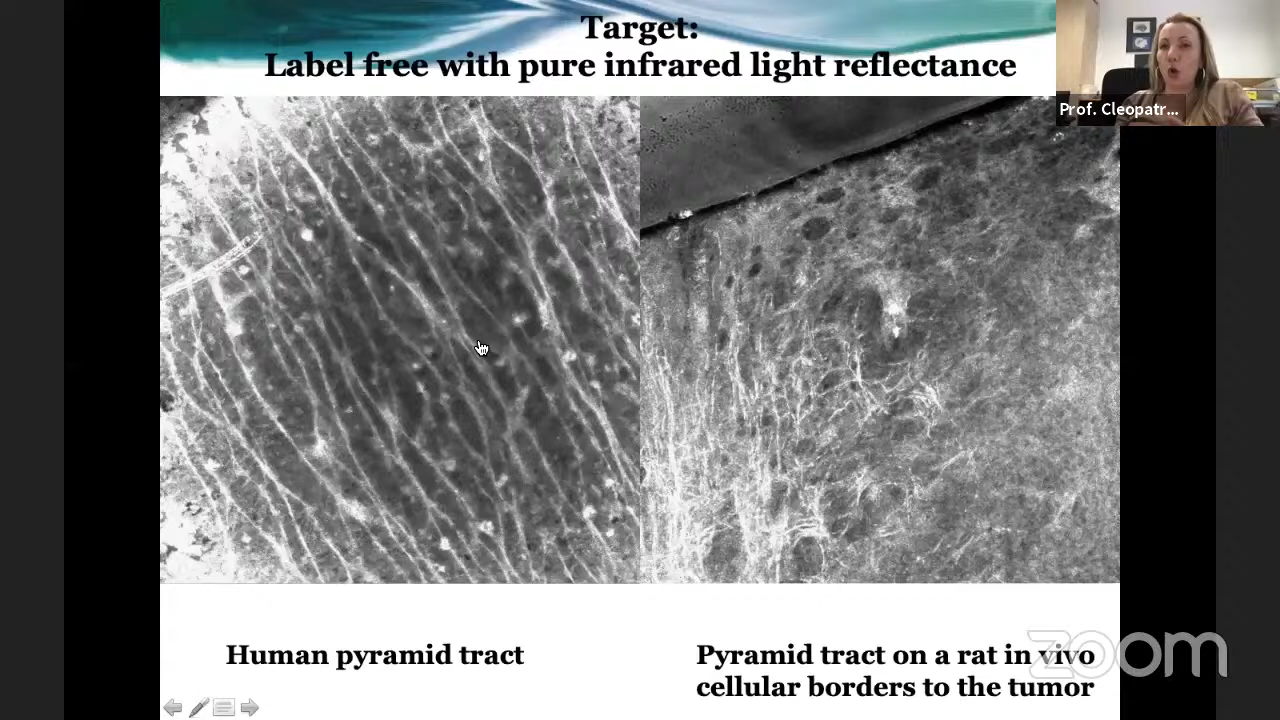 Target:
Label free with pure infrared light reflectance
Prof. Cleopatr...
Human pyramid tract
Pyramid tract on a rat in vivo
cellular borders to the tumor
zoom